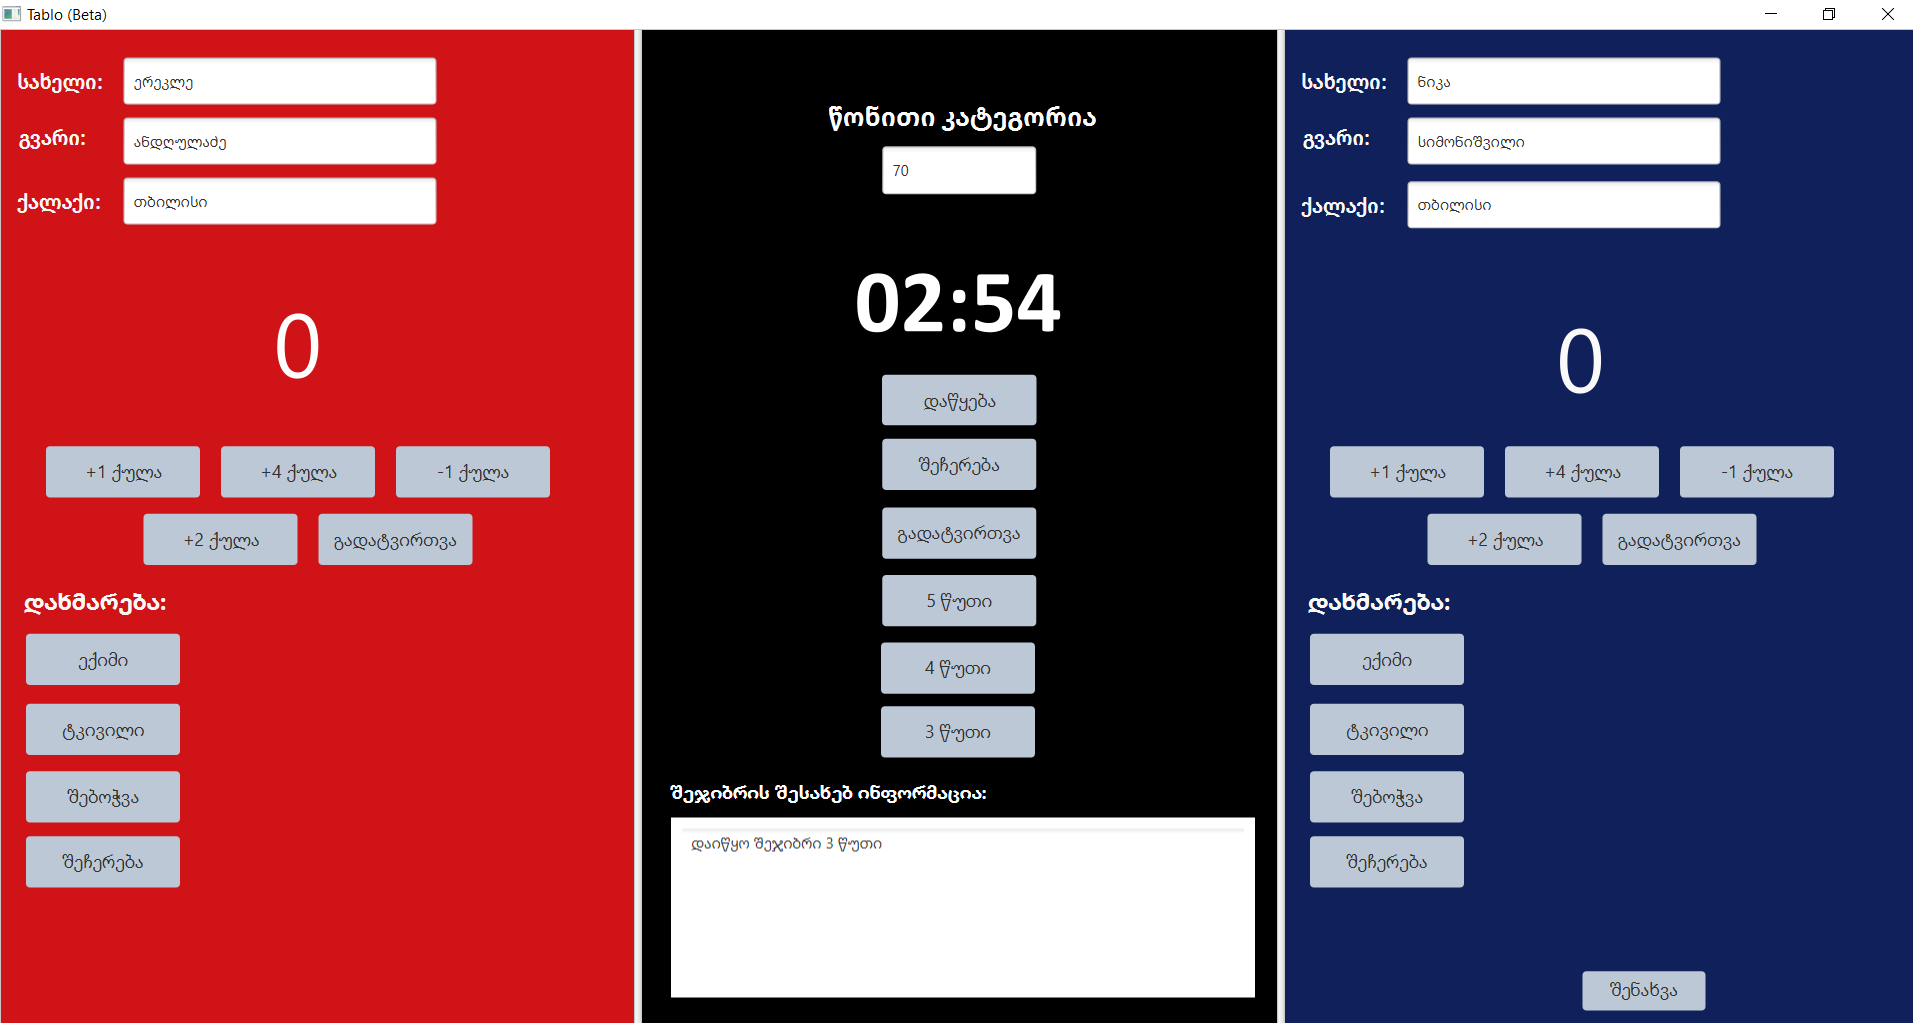 Tablo (Beta)
სახელი:
ერეკლე
გვარი:
ანდღულაძე
ქალაქი:
თბილისი
0
+1 ქულა
+4 ქულა
-1 ქულა
+2 ქულა
გადატვირთვა
დახმარება:
ექიმი
ტკივილი
შებოჭვა
შეჩერება
წონითი კატეგორია
70
02:54
დაწყება
შეჩერება
გადატვირთვა
5 წუთი
4 წუთი
3 წუთი
შეჯიბრის შესახებ ინფორმაცია:
დაიწყო შეჯიბრი 3 წუთი
სახელი:
ნიკა
გვარი:
სიმონიშვილი
ქალაქი:
თბილისი
0
+1 ქულა
+4 ქულა
-1 ქულა
+2 ქულა
გადატვირთვა
დახმარება:
ექიმი
ტკივილი
შებოჭვა
შეჩერება
შენახვა